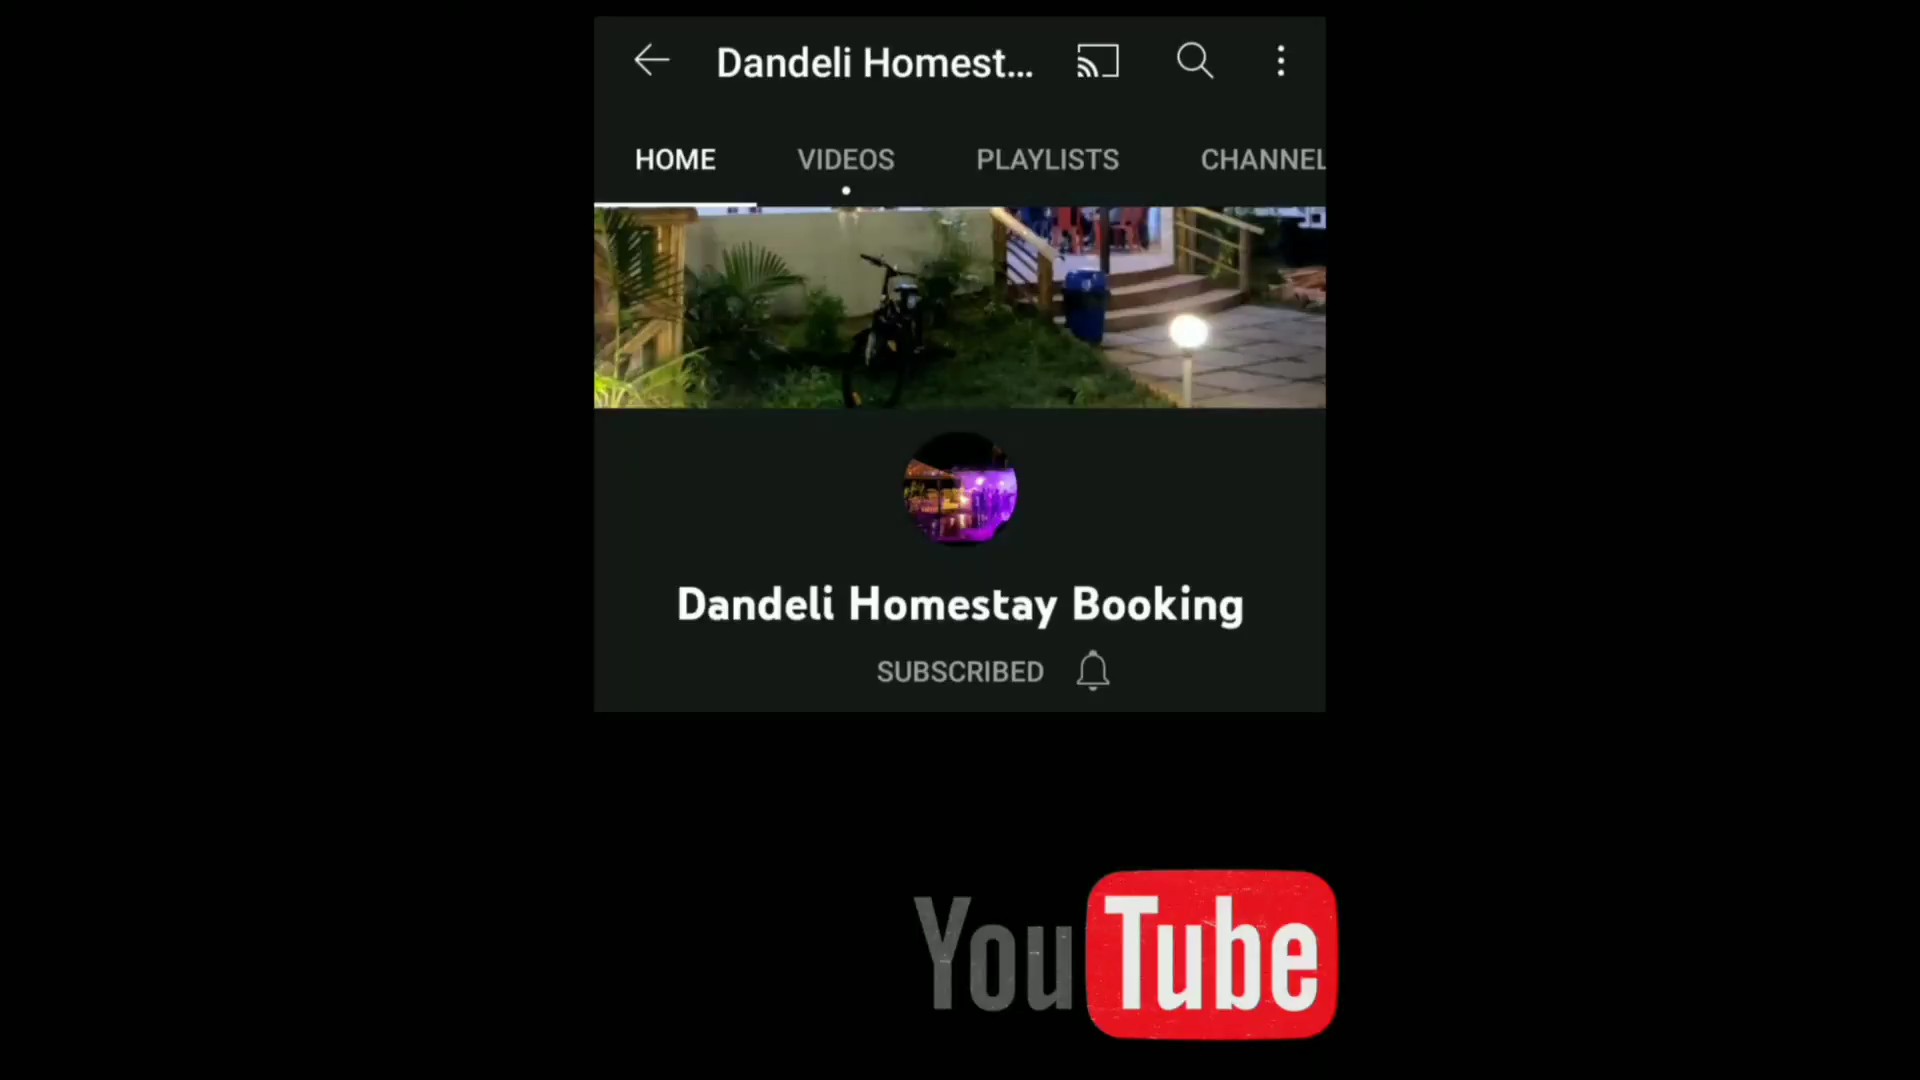 Dandeli Homest...
HOME VIDEOS PLAYLISTS CHANNEL
Dandeli Homestay Booking
SUBSCRIBED
YouTube